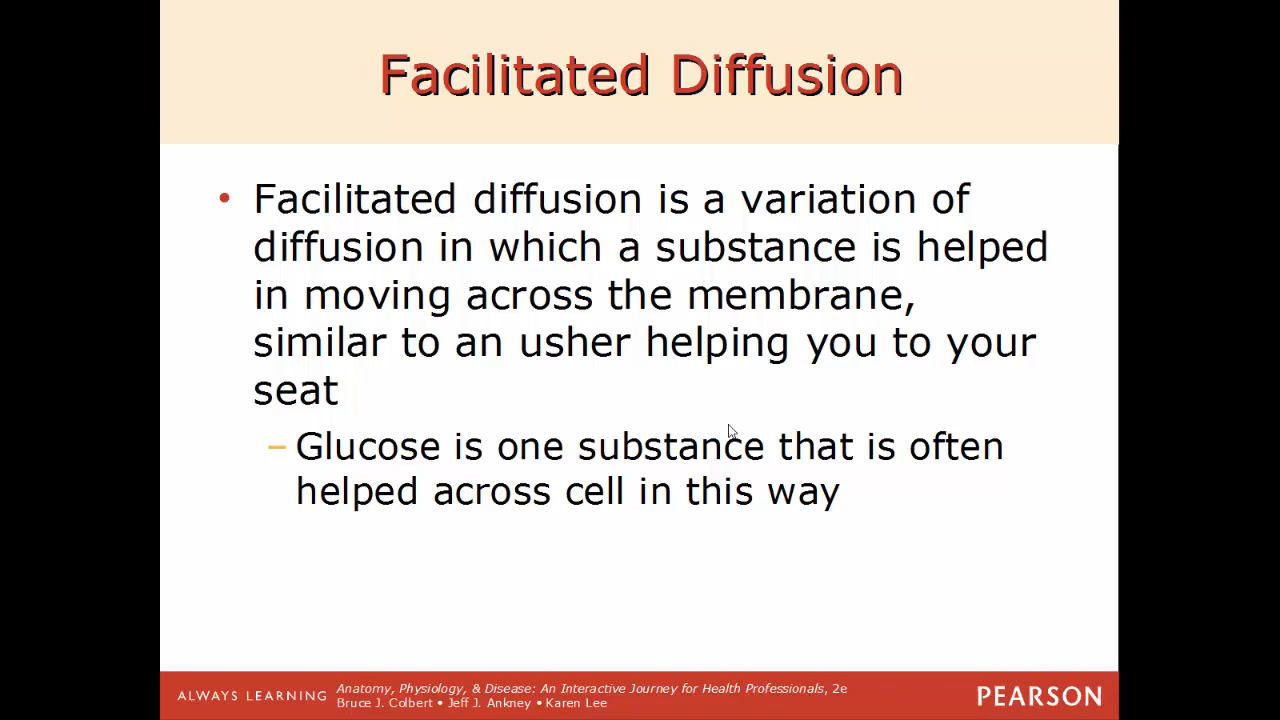 Facilitated Diffusion
• Facilitated diffusion is a variation of
diffusion in which a substance is helped
in moving across the membrane,
similar to an usher helping you to your
seat
– Glucose is one substance that is often
helped across cell in this way
ALWAYS LEARNING
Anatomy, Physiology, & Disease: An Interactive Journey for Health Professionals, 2e
Bruce J. Colbert • Jeff J. Ankney • Karen Lee
PEARSON